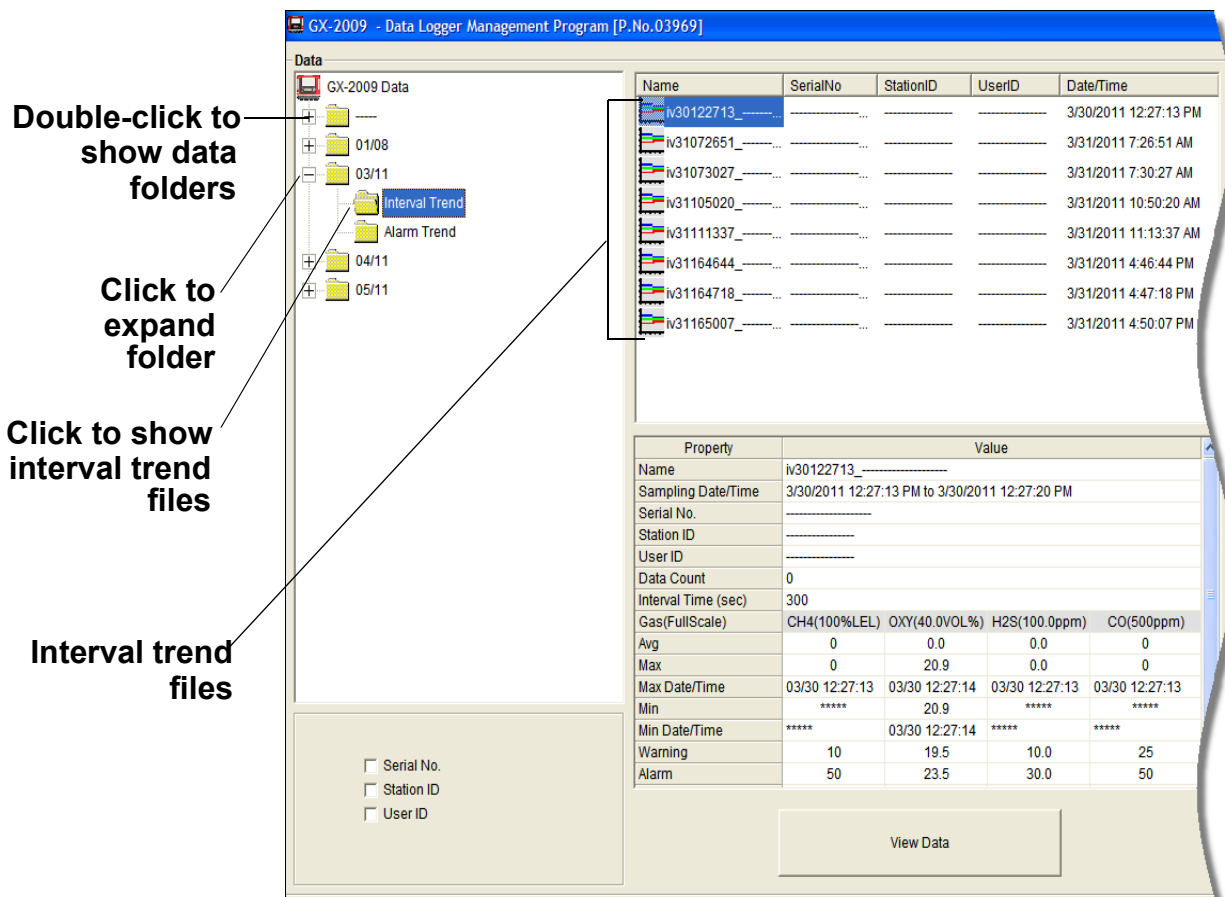 GX-2009 - Data Logger Management Program [P.No.03969]
Data
GX-2009 Data
-----
01/08
03/11
Interval Trend
Alarm Trend
04/11
05/11
Double-click to
show data
folders
Click to
expand
folder
Click to show
interval trend
files
Interval trend
files
Name SerialNo StationID UserID Date/Time
iv30122713_-------... ----------------... ---------------- ---------------- 3/30/2011 12:27:13 PM
iv31072651_-------... ----------------... ---------------- ---------------- 3/31/2011 7:26:51 AM
iv31073027_-------... ----------------... ---------------- ---------------- 3/31/2011 7:30:27 AM
iv31105020_-------... ----------------... ---------------- ---------------- 3/31/2011 10:50:20 AM
iv31111337_-------... ----------------... ---------------- ---------------- 3/31/2011 11:13:37 AM
iv31164644_-------... ----------------... ---------------- ---------------- 3/31/2011 4:46:44 PM
iv31164718_-------... ----------------... ---------------- ---------------- 3/31/2011 4:47:18 PM
iv31165007_-------... ----------------... ---------------- ---------------- 3/31/2011 4:50:07 PM
Property Value
Name iv30122713_--------------------
Sampling Date/Time 3/30/2011 12:27:13 PM to 3/30/2011 12:27:20 PM
Serial No. --------------------
Station ID ----------------
User ID ----------------
Data Count 0
Interval Time (sec) 300
Gas(FullScale) CH4(100%LEL) OXY(40.0VOL%) H2S(100.0ppm) CO(500ppm)
Avg 0 0.0 0.0 0
Max 0 20.9 0.0 0
Max Date/Time 03/30 12:27:13 03/30 12:27:14 03/30 12:27:13 03/30 12:27:13
Min ***** 20.9 ***** *****
Min Date/Time ***** 03/30 12:27:14 ***** *****
Warning 10 19.5 10.0 25
Alarm 50 23.5 30.0 50
Serial No.
Station ID
User ID
View Data